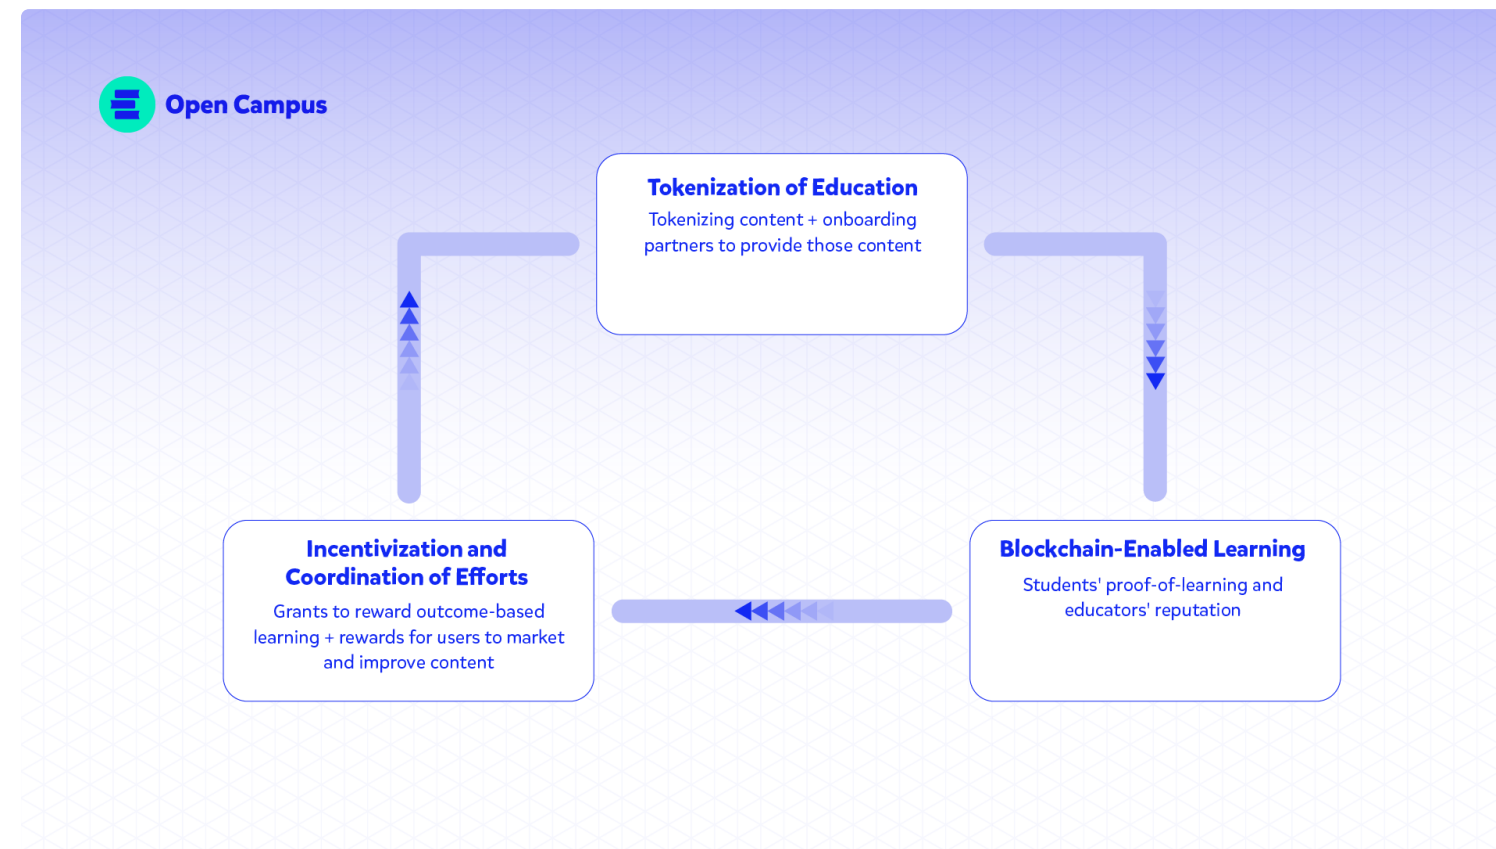 Open Campus
Tokenization of Education
Tokenizing content + onboarding
partners to provide those content
Incentivization and
Coordination of Efforts
Grants to reward outcome-based
learning + rewards for users to market
and improve content
Blockchain-Enabled Learning
Students' proof-of-learning and
educators' reputation